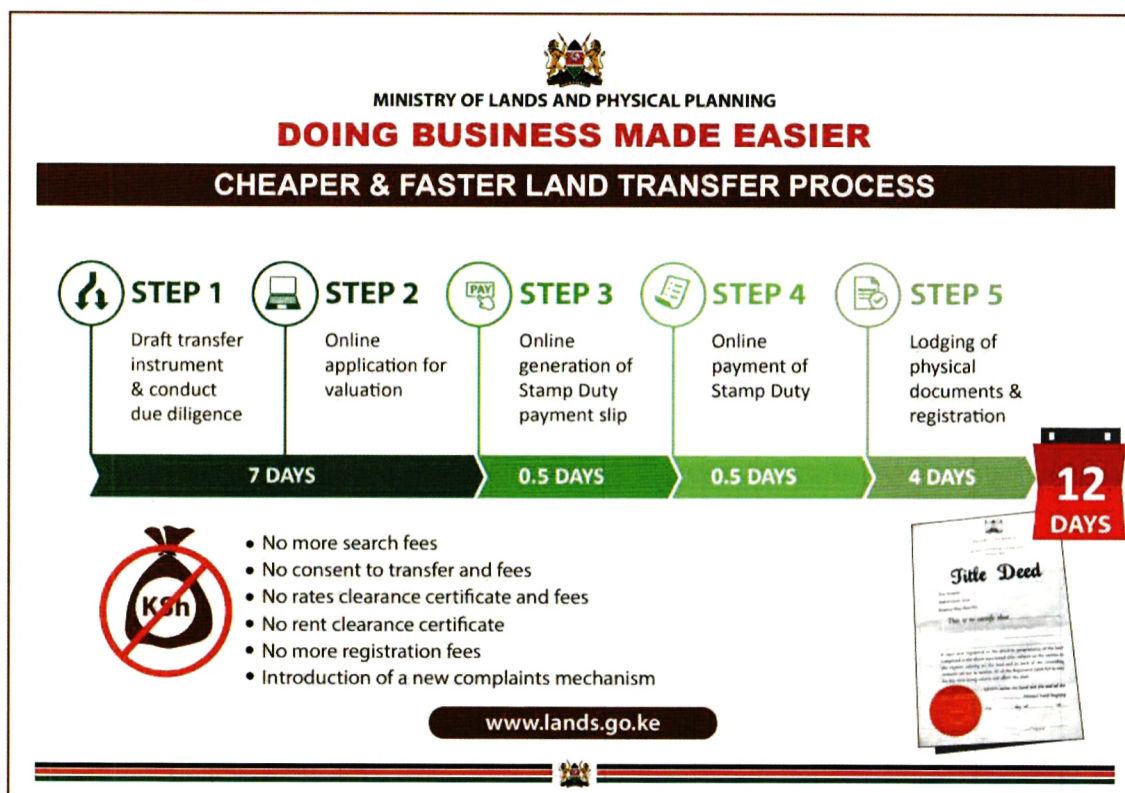 MINISTRY OF LANDS AND PHYSICAL PLANNING
DOING BUSINESS MADE EASIER
CHEAPER & FASTER LAND TRANSFER PROCESS
STEP 1
Draft transfer
instrument
& conduct
due diligence
STEP 2
Online
application for
valuation
PAY
STEP 3
Online
generation of
Stamp Duty
payment slip
STEP 4
Online
payment of
Stamp Duty
STEP 5
Lodging of
physical
documents &
registration
7 DAYS
0.5 DAYS
0.5 DAYS
4 DAYS
12
DAYS
KSh
• No more search fees
• No consent to transfer and fees
• No rates clearance certificate and fees
• No rent clearance certificate
• No more registration fees
• Introduction of a new complaints mechanism
Title Deed
This is to certify that
www.lands.go.ke